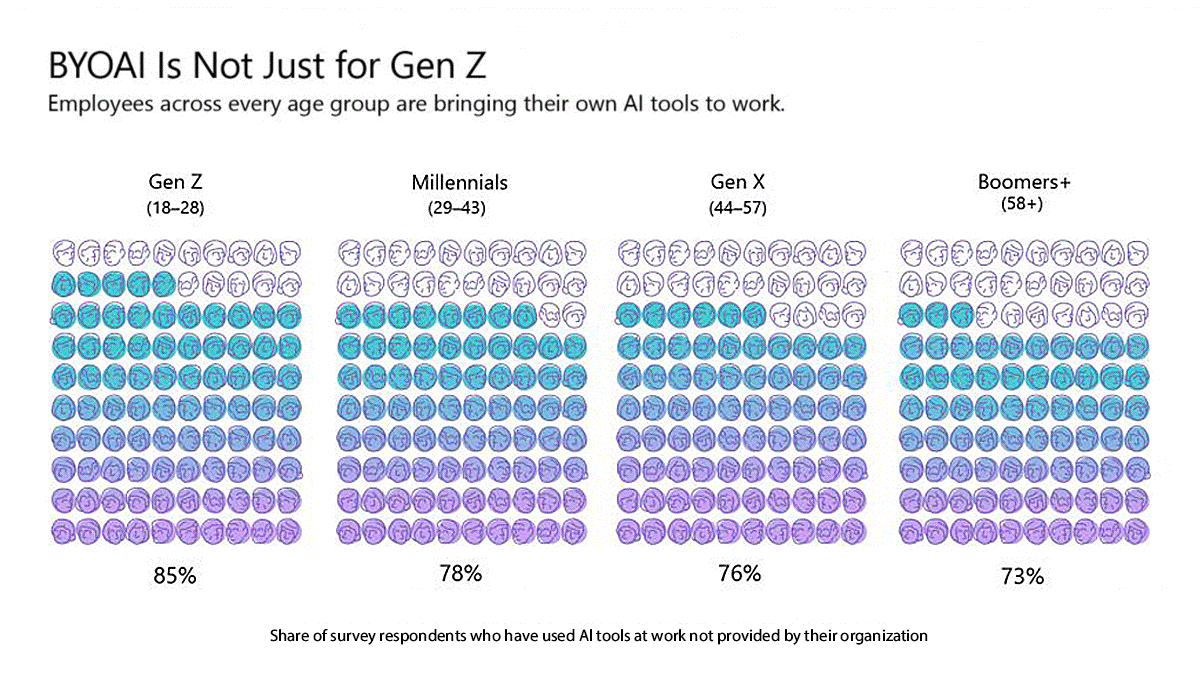 BYOAI Is Not Just for Gen Z
Employees across every age group are bringing their own AI tools to work.
Gen Z
(18–28)
Millennials
(29–43)
Gen X
(44–57)
Boomers+
(58+)
85%
78%
76%
73%
Share of survey respondents who have used AI tools at work not provided by their organization